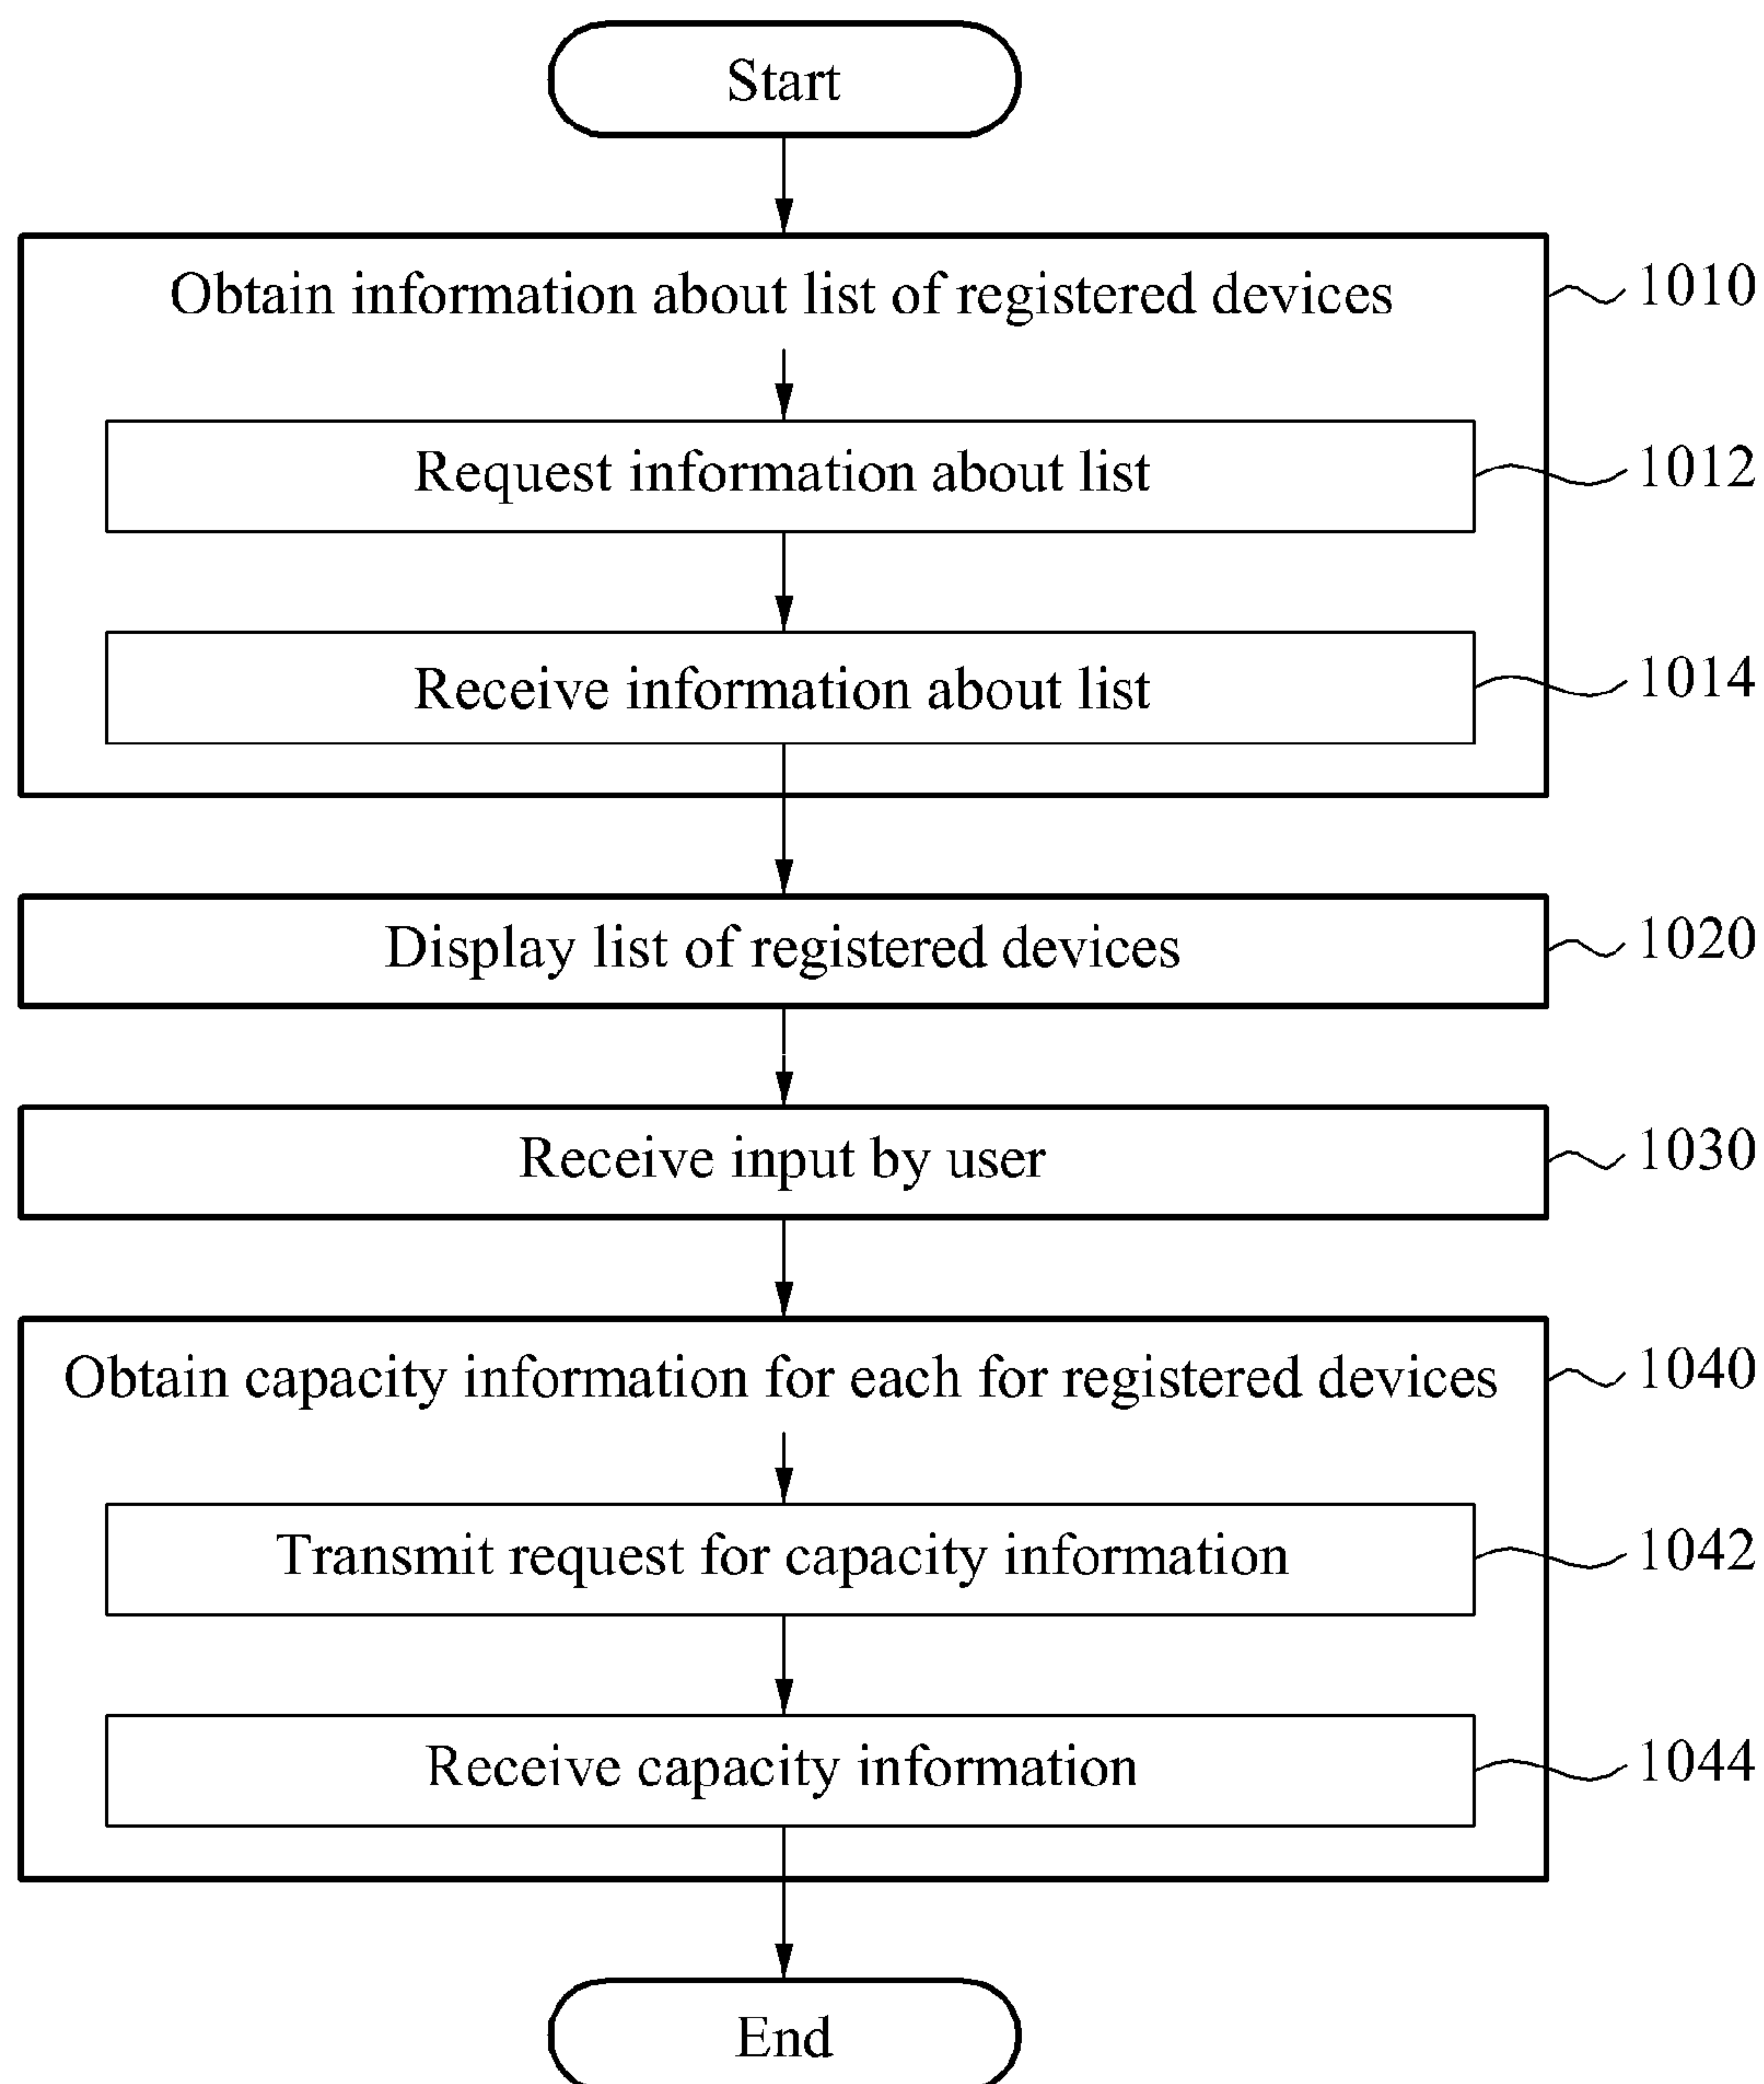 Start
Obtain information about list of registered devices
1010
Request information about list
1012
Receive information about list
1014
Display list of registered devices
1020
Receive input by user
1030
Obtain capacity information for each for registered devices
1040
Transmit request for capacity information
1042
Receive capacity information
1044
End